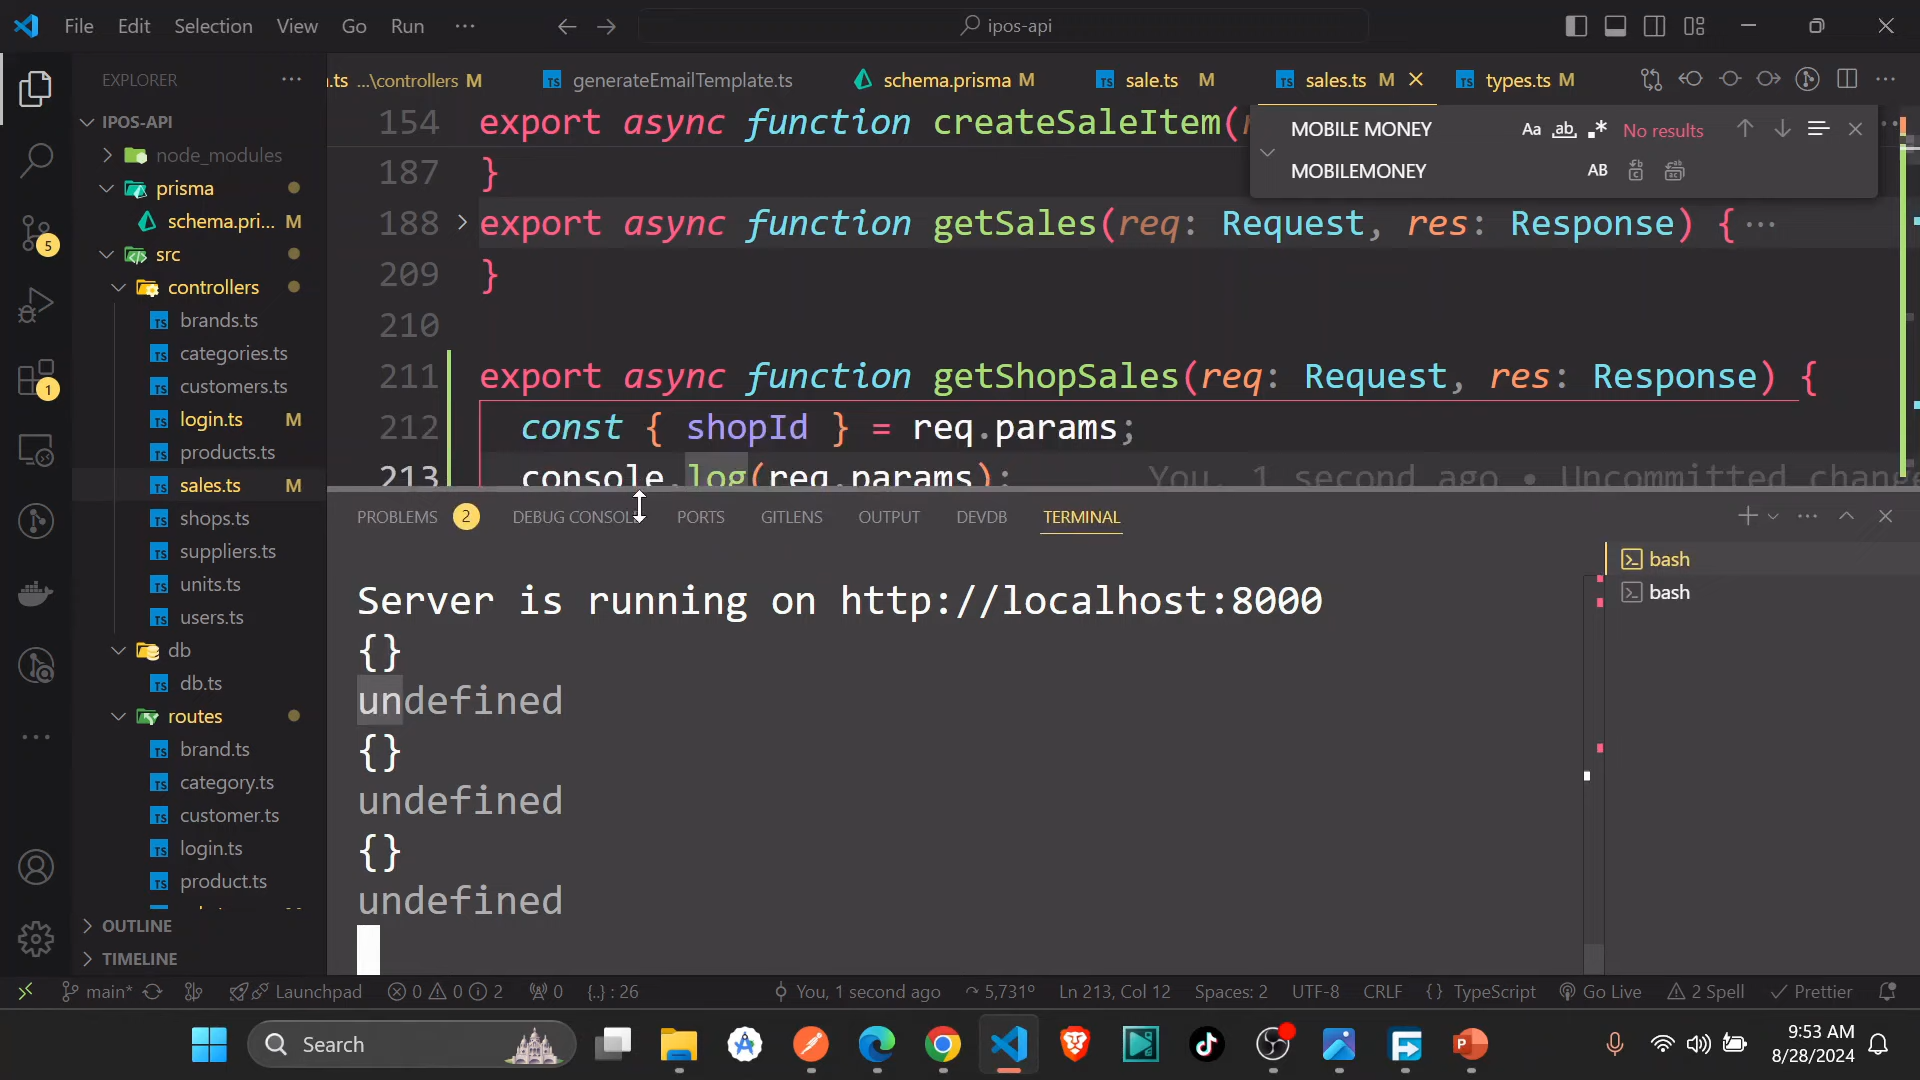 File Edit Selection View Go Run ··· ipos-api
EXPLORER ···
.ts ...\controllers M generateEmailTemplate.ts schema.prisma M sale.ts M sales.ts M types.ts M
MOBILE MONEY Aa ab No results
MOBILEMONEY AB
IPOS-API
node_modules
prisma
schema.pri... M
src
controllers
brands.ts
categories.ts
customers.ts
login.ts M
products.ts
sales.ts M
shops.ts
suppliers.ts
units.ts
users.ts
db
db.ts
routes
brand.ts
category.ts
customer.ts
login.ts
product.ts
OUTLINE
TIMELINE
5
1
154 export async function createSaleItem(
187 }
188 export async function getSales(req: Request, res: Response) {···
209 }
210
211 export async function getShopSales(req: Request, res: Response) {
212 const { shopId } = req.params;
213 console.log(req.params); You, 1 second ago • Uncommitted change
PROBLEMS 2 DEBUG CONSOL PORTS GITLENS OUTPUT DEVDB TERMINAL
bash
bash
Server is running on http://localhost:8000
{}
undefined
{}
undefined
{}
undefined
main* Launchpad 0 0 2 0 {..} : 26 You, 1 second ago 5,731° Ln 213, Col 12 Spaces: 2 UTF-8 CRLF {} TypeScript Go Live 2 Spell Prettier
Search
9:53 AM
8/28/2024